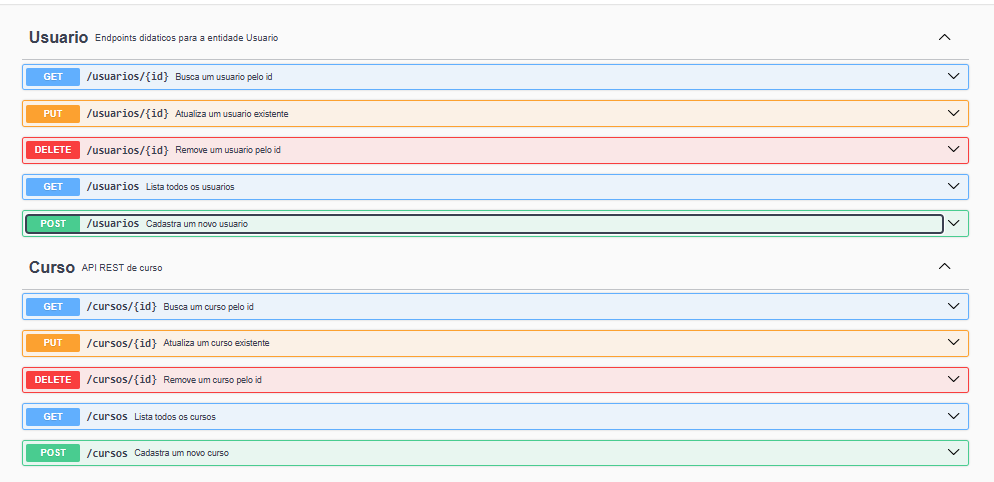 Usuario Endpoints didaticos para a entidade Usuario
GET /usuarios/{id} Busca um usuario pelo id
PUT /usuarios/{id} Atualiza um usuario existente
DELETE /usuarios/{id} Remove um usuario pelo id
GET /usuarios Lista todos os usuarios
POST /usuarios Cadastra um novo usuario
Curso API REST de curso
GET /cursos/{id} Busca um curso pelo id
PUT /cursos/{id} Atualiza um curso existente
DELETE /cursos/{id} Remove um curso pelo id
GET /cursos Lista todos os cursos
POST /cursos Cadastra um novo curso